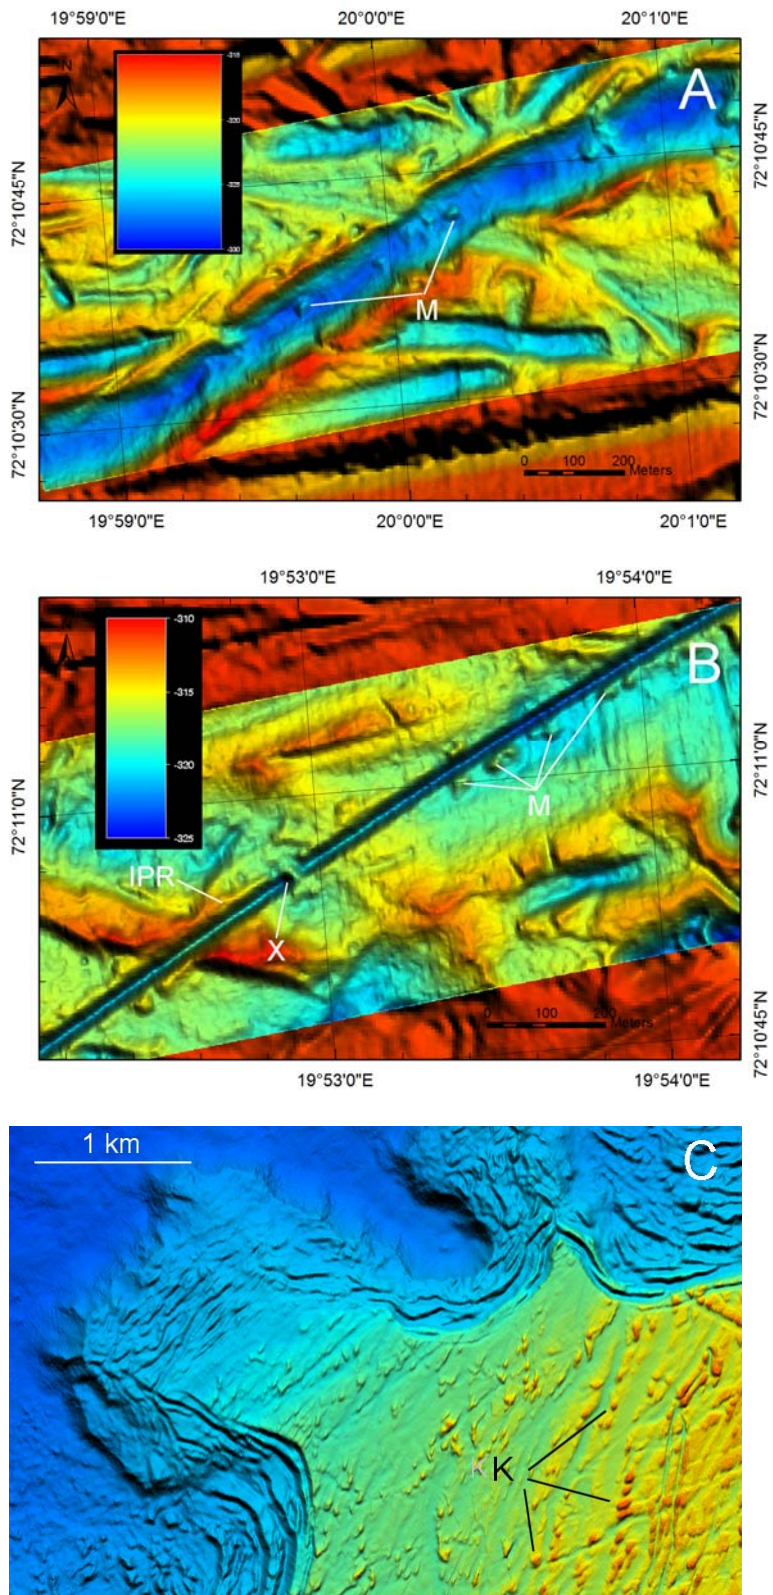 19°59'0"E 20°0'0"E 20°1'0"E
A
N
-315
-320
-325
-330
72°10'45"N
72°10'45"N
M
72°10'30"N
72°10'30"N
0 100 200
Meters
19°59'0"E 20°0'0"E 20°1'0"E
19°53'0"E 19°54'0"E
B
-310
-315
-320
-325
72°11'0"N
72°11'0"N
M
IPR
X
0 100 200
Meters
72°10'45"N
19°53'0"E 19°54'0"E
1 km
C
K K